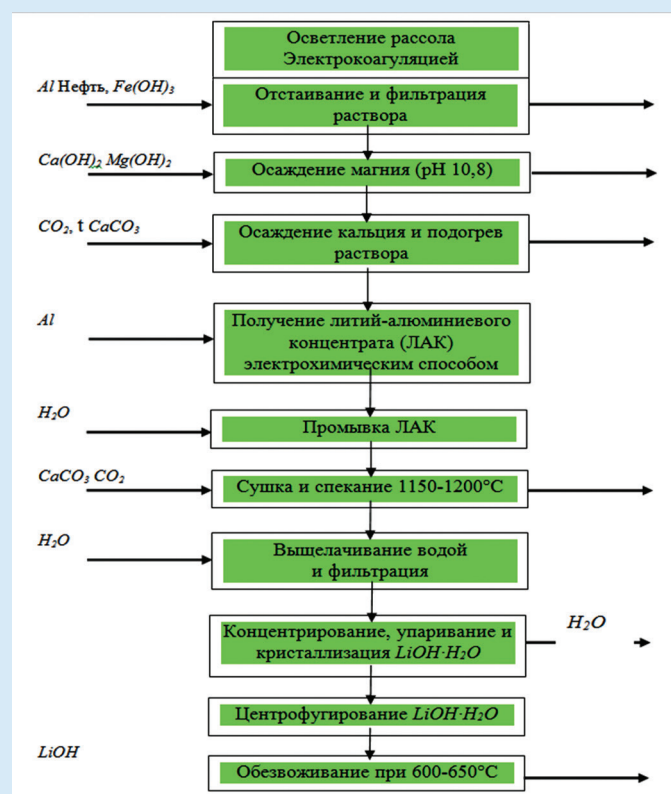 Осветление рассола
Электрокоагуляцией
Al Нефть, Fe(OH)₃
Отстаивание и фильтрация
раствора
Ca(OH)₂ Mg(OH)₂
Осаждение магния (pH 10,8)
CO₂, t CaCO₃
Осаждение кальция и подогрев
раствора
Al
Получение литий-алюминиевого
концентрата (ЛАК)
электрохимическим способом
H₂O
Промывка ЛАК
CaCO₃ CO₂
Сушка и спекание 1150-1200°C
H₂O
Выщелачивание водой
и фильтрация
Концентрирование, упаривание и
кристаллизация LiOH·H₂O
H₂O
Центрофугирование LiOH·H₂O
LiOH
Обезвоживание при 600-650°C